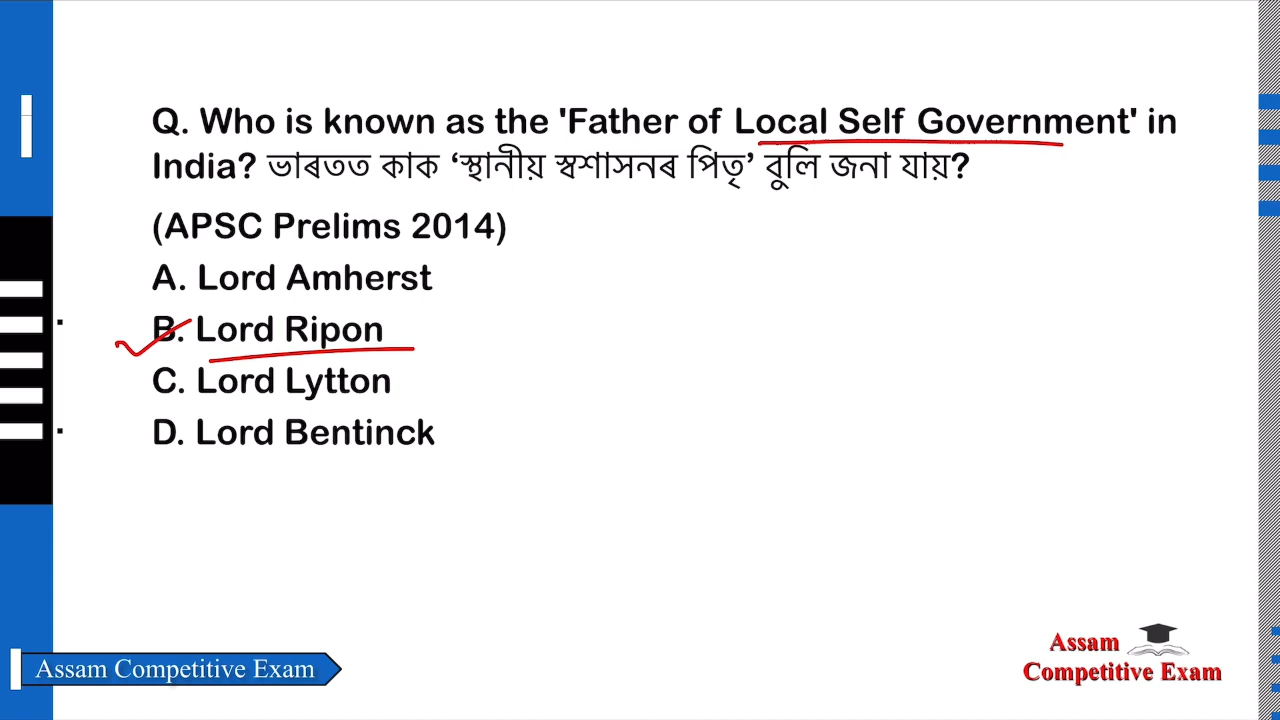 Q. Who is known as the 'Father of Local Self Government' in
India? ভাৰতত কাক ‘স্থানীয় স্বশাসনৰ পিতৃ’ বুলি জনা যায়?
(APSC Prelims 2014)
A. Lord Amherst
B. Lord Ripon
C. Lord Lytton
D. Lord Bentinck
Assam Competitive Exam
Assam
Competitive Exam